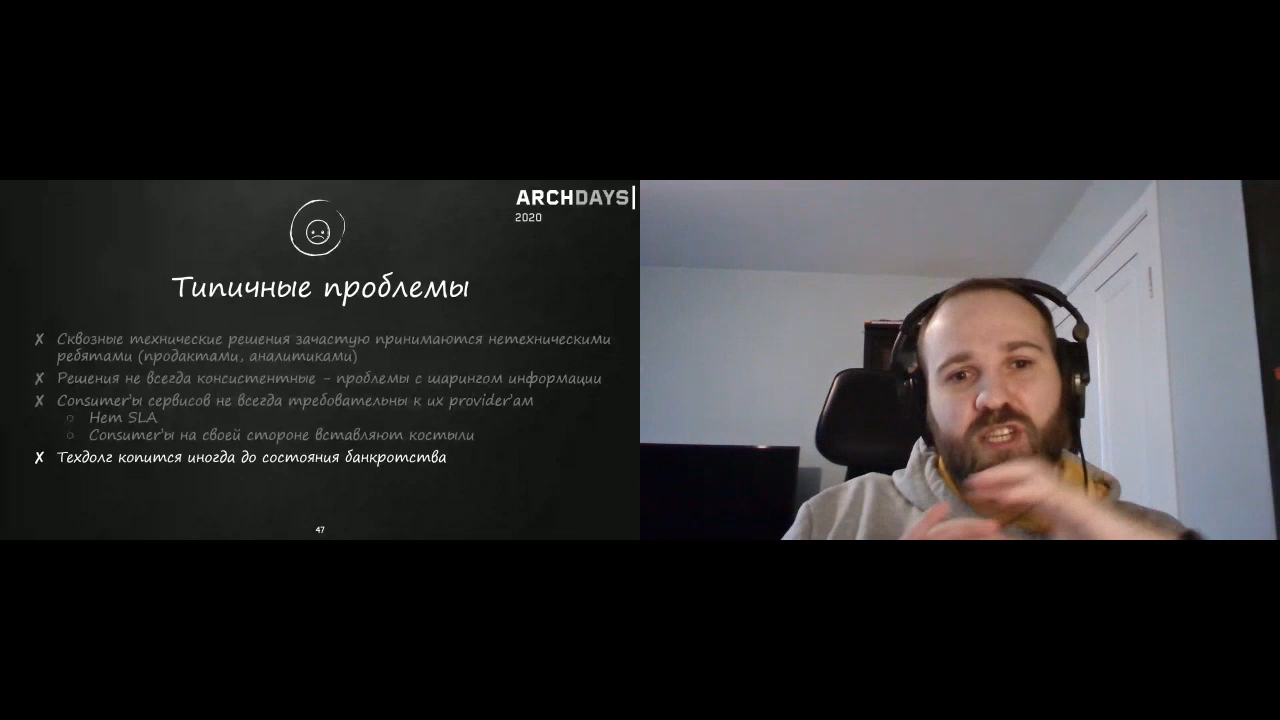 ARCHDAYS
2020
Типичные проблемы
✗ Сквозные технические решения зачастую принимаются нетехническими
ребятами (продактами, аналитиками)
✗ Решения не всегда консистентные - проблемы с шарингом информации
✗ Consumer'ы сервисов не всегда требовательны к их provider'ам
○ Нет SLA
○ Consumer'ы на своей стороне вставляют костыли
✗ Техдолг копится иногда до состояния банкротства
47